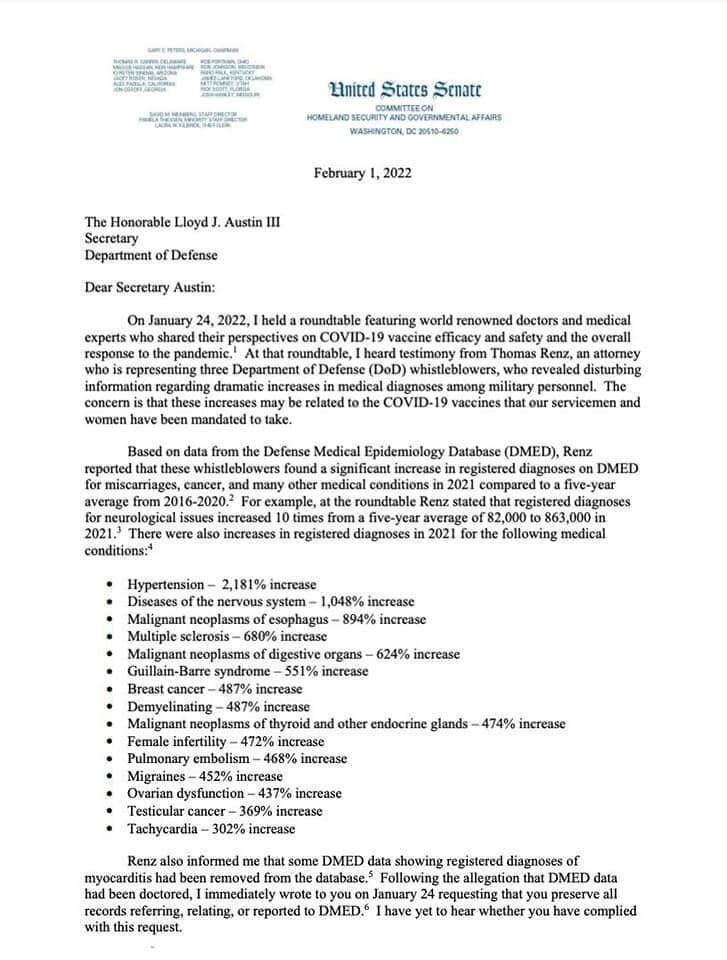 GARY C. PETERS, MICHIGAN, CHAIRMAN
THOMAS R. CARPER, DELAWARE
MAGGIE HASSAN, NEW HAMPSHIRE
KYRSTEN SINEMA, ARIZONA
JACKY ROSEN, NEVADA
ALEX PADILLA, CALIFORNIA
JON OSSOFF, GEORGIA
ROB PORTMAN, OHIO
RON JOHNSON, WISCONSIN
RAND PAUL, KENTUCKY
JAMES LANKFORD, OKLAHOMA
MITT ROMNEY, UTAH
RICK SCOTT, FLORIDA
JOSH HAWLEY, MISSOURI
DAVID M. WEINBERG, STAFF DIRECTOR
PAMELA THIESSEN, MINORITY STAFF DIRECTOR
LAURA W. KILBRIDE, CHIEF CLERK
United States Senate
COMMITTEE ON
HOMELAND SECURITY AND GOVERNMENTAL AFFAIRS
WASHINGTON, DC 20510–6250
February 1, 2022
The Honorable Lloyd J. Austin III
Secretary
Department of Defense
Dear Secretary Austin:
On January 24, 2022, I held a roundtable featuring world renowned doctors and medical
experts who shared their perspectives on COVID-19 vaccine efficacy and safety and the overall
response to the pandemic.¹ At that roundtable, I heard testimony from Thomas Renz, an attorney
who is representing three Department of Defense (DoD) whistleblowers, who revealed disturbing
information regarding dramatic increases in medical diagnoses among military personnel. The
concern is that these increases may be related to the COVID-19 vaccines that our servicemen and
women have been mandated to take.
Based on data from the Defense Medical Epidemiology Database (DMED), Renz
reported that these whistleblowers found a significant increase in registered diagnoses on DMED
for miscarriages, cancer, and many other medical conditions in 2021 compared to a five-year
average from 2016-2020.² For example, at the roundtable Renz stated that registered diagnoses
for neurological issues increased 10 times from a five-year average of 82,000 to 863,000 in
2021.³ There were also increases in registered diagnoses in 2021 for the following medical
conditions:⁴
• Hypertension – 2,181% increase
• Diseases of the nervous system – 1,048% increase
• Malignant neoplasms of esophagus – 894% increase
• Multiple sclerosis – 680% increase
• Malignant neoplasms of digestive organs – 624% increase
• Guillain-Barre syndrome – 551% increase
• Breast cancer – 487% increase
• Demyelinating – 487% increase
• Malignant neoplasms of thyroid and other endocrine glands – 474% increase
• Female infertility – 472% increase
• Pulmonary embolism – 468% increase
• Migraines – 452% increase
• Ovarian dysfunction – 437% increase
• Testicular cancer – 369% increase
• Tachycardia – 302% increase
Renz also informed me that some DMED data showing registered diagnoses of
myocarditis had been removed from the database.⁵ Following the allegation that DMED data
had been doctored, I immediately wrote to you on January 24 requesting that you preserve all
records referring, relating, or reported to DMED.⁶ I have yet to hear whether you have complied
with this request.